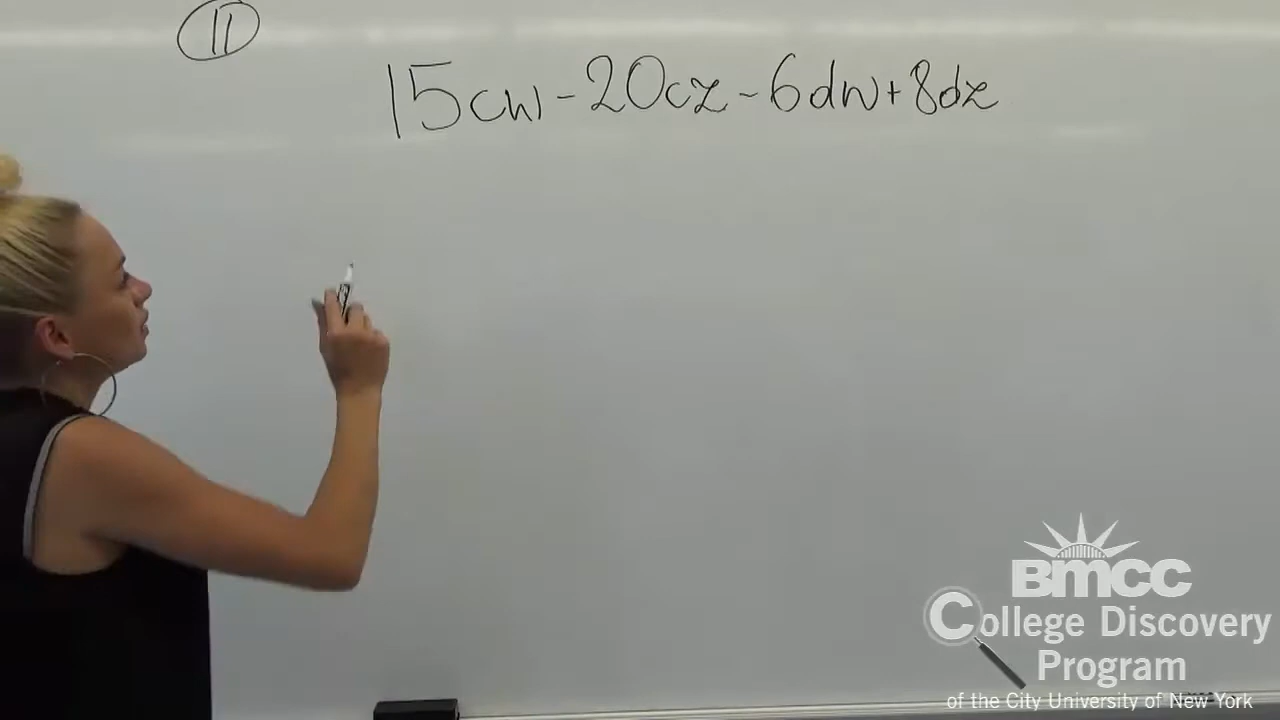 11
15cw-20cz-6dw+8dz
BMCC
College Discovery
Program
of the City University of New York